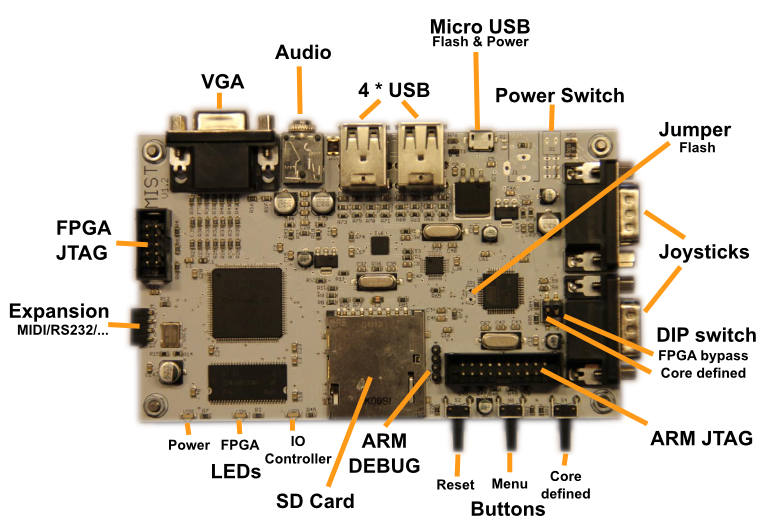 Micro USB
Flash & Power
Audio
VGA
4 * USB
Power Switch
Jumper
Flash
MIST
V1.2
FPGA
JTAG
Joysticks
Expansion
MIDI/RS232/...
DIP switch
FPGA bypass
Core defined
ARM JTAG
Power
FPGA
IO
Controller
LEDs
ARM
DEBUG
SD Card
Reset
Menu
Core
defined
Buttons